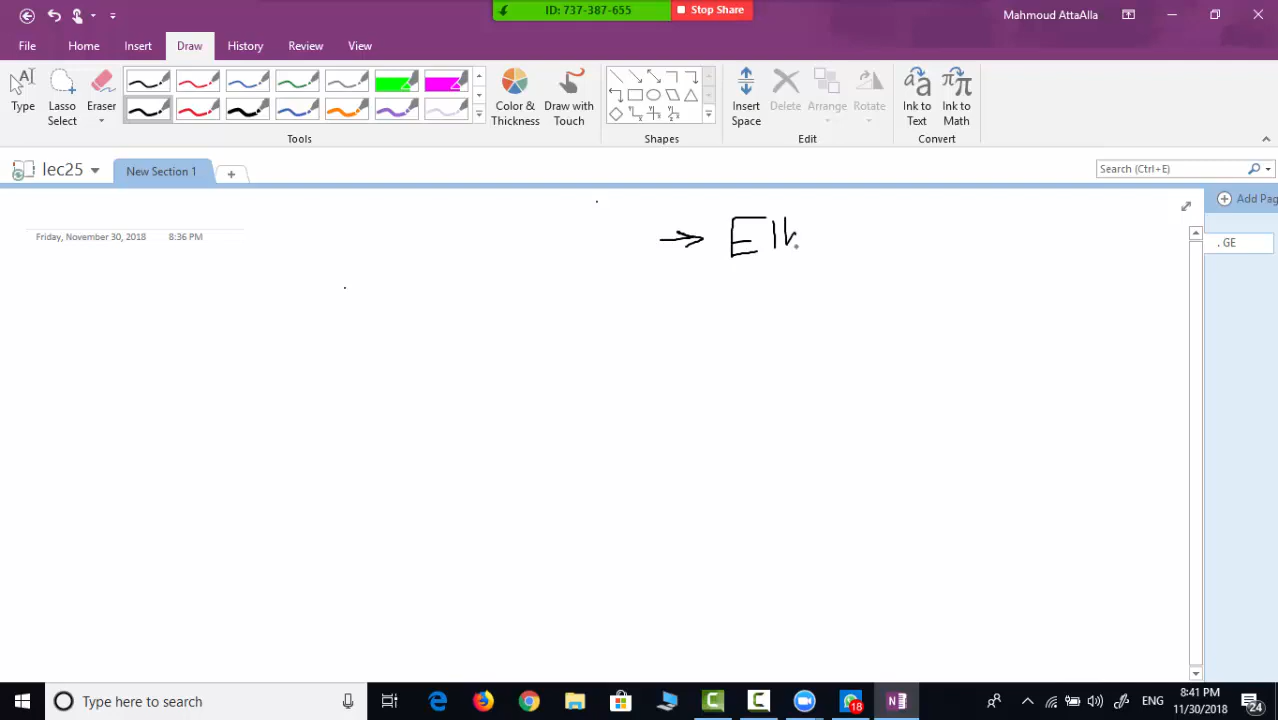 ID: 737-387-655 Stop Share
Mahmoud AttaAlla
File Home Insert Draw History Review View
Type Lasso Select Eraser
Color & Thickness Draw with Touch
Insert Space Delete Arrange Rotate Ink to Text Ink to Math
Tools Shapes Edit Convert
lec25 New Section 1 Search (Ctrl+E)
Add Pag
Friday, November 30, 2018 8:36 PM
. GE
Type here to search
18
N
ENG
8:41 PM
11/30/2018
24